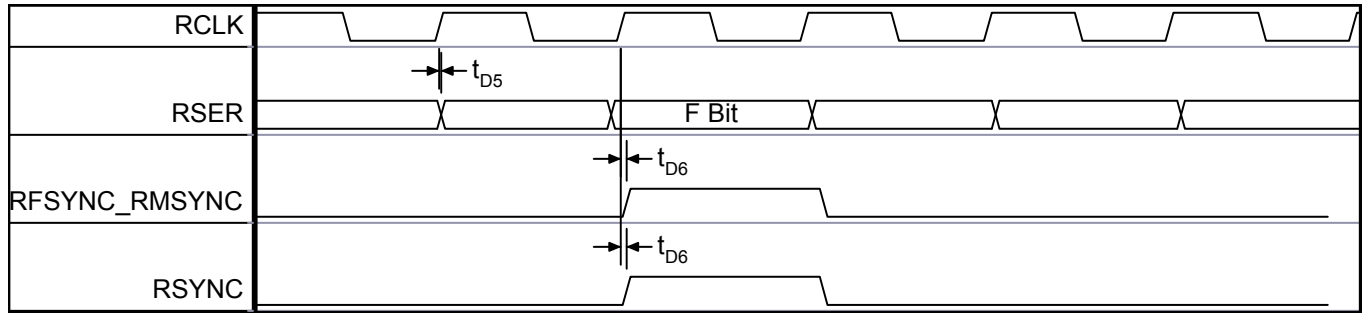 RCLK
tD5
RSER
F Bit
tD6
RFSYNC_RMSYNC
tD6
RSYNC